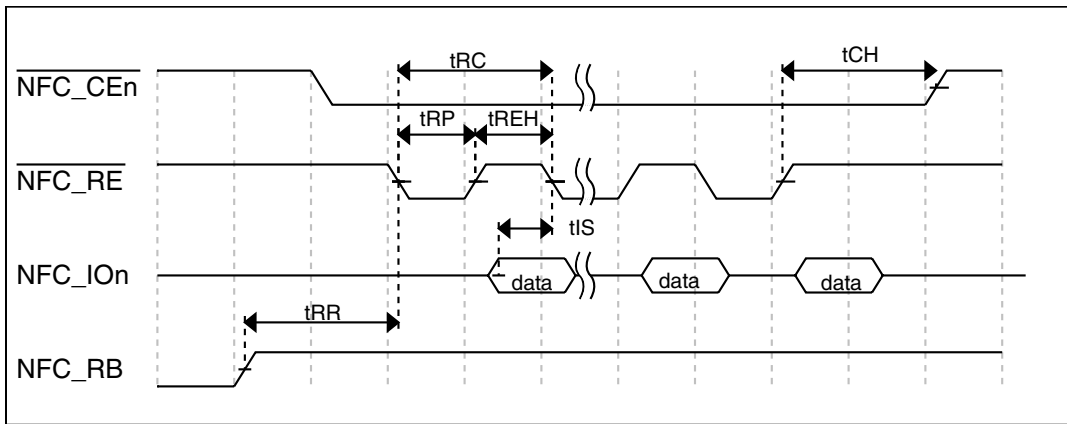 tRC
tCH
NFC_CEn
tRP
tREH
NFC_RE
tIS
NFC_IOn
data
data
data
tRR
NFC_RB